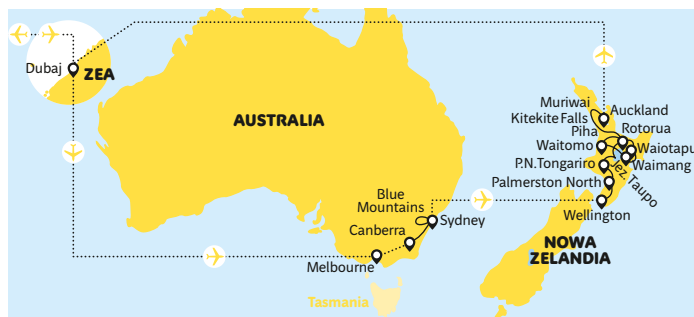 Dubaj
ZEA
AUSTRALIA
Blue
Mountains
Sydney
Canberra
Melbourne
Tasmania
Muriwai
Auckland
Kitekite Falls
Piha
Rotorua
Waitomo
Waiotapu
P.N.Tongariro
Waimang
Jez. Taupo
Palmerston North
Wellington
NOWA
ZELANDIA